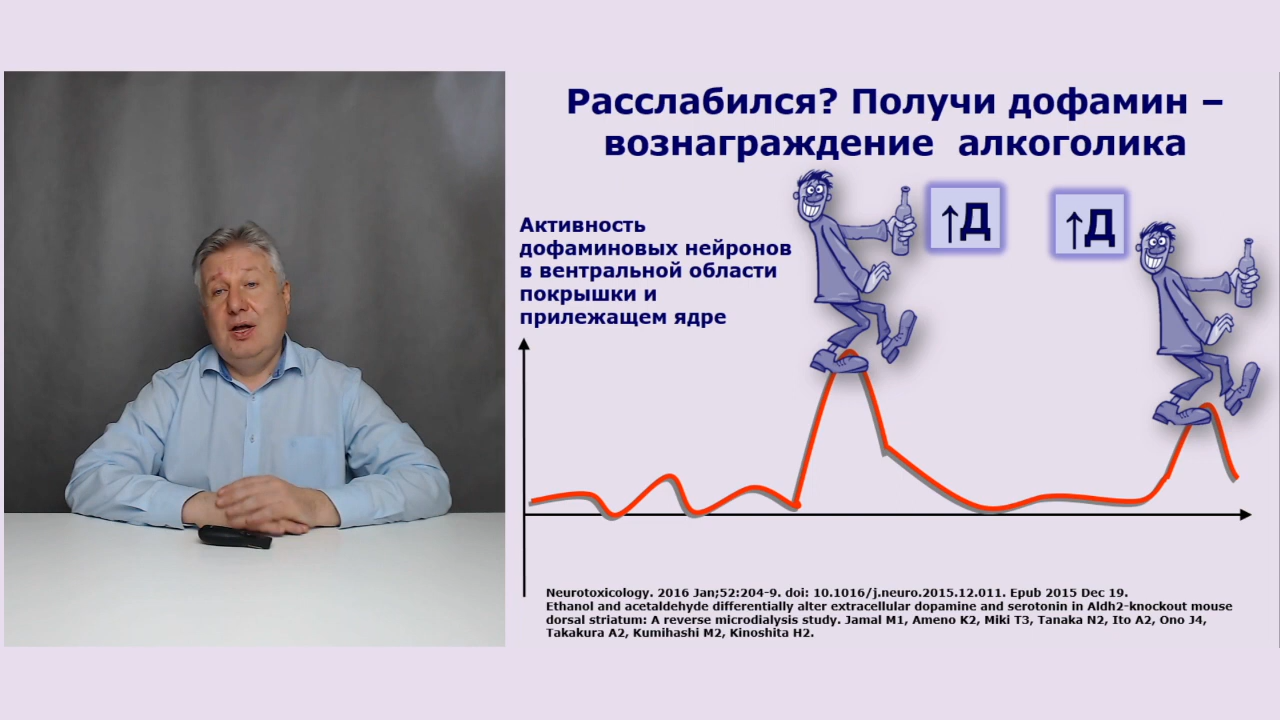 Расслабился? Получи дофамин –
вознаграждение алкоголика
Активность
дофаминовых нейронов
в вентральной области
покрышки и
прилежащем ядре
↑Д
↑Д
Neurotoxicology. 2016 Jan;52:204-9. doi: 10.1016/j.neuro.2015.12.011. Epub 2015 Dec 19.
Ethanol and acetaldehyde differentially alter extracellular dopamine and serotonin in Aldh2-knockout mouse
dorsal striatum: A reverse microdialysis study. Jamal M1, Ameno K2, Miki T3, Tanaka N2, Ito A2, Ono J4,
Takakura A2, Kumihashi M2, Kinoshita H2.